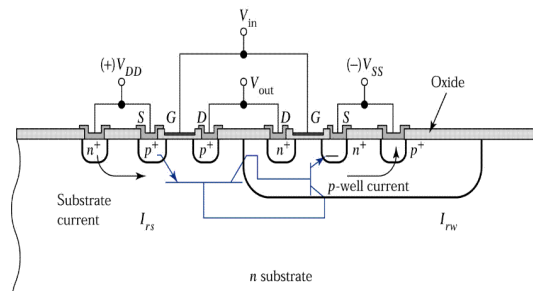 V_in
(+)V_DD
V_out
(−)V_SS
Oxide
S G D D G S
n⁺ p⁺ p⁺ n⁺ n⁺ p⁺
p-well current
Substrate
current
I_rs I_rw
n substrate